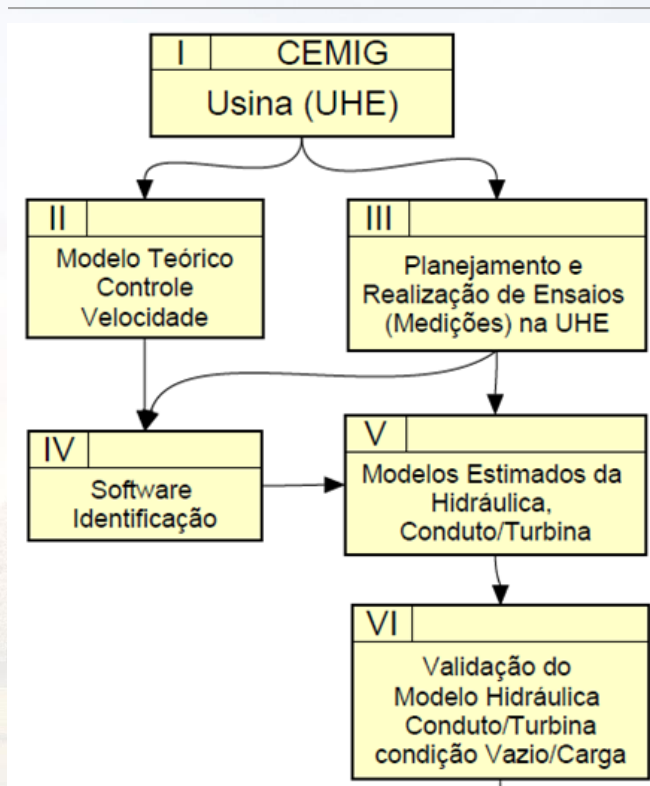 I CEMIG
Usina (UHE)
II
Modelo Teórico
Controle
Velocidade
III
Planejamento e
Realização de Ensaios
(Medições) na UHE
IV
Software
Identificação
V
Modelos Estimados da
Hidráulica,
Conduto/Turbina
VI
Validação do
Modelo Hidráulica
Conduto/Turbina
condição Vazio/Carga